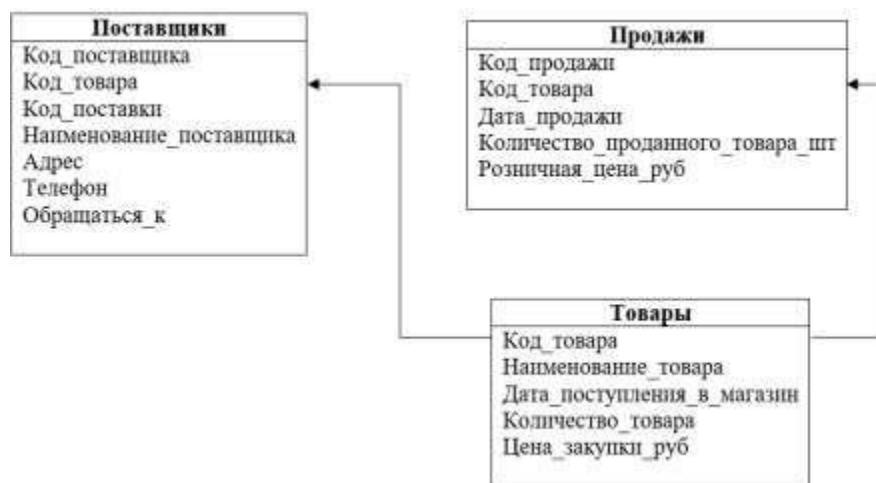 Поставщики
Код_поставщика
Код_товара
Код_поставки
Наименование_поставщика
Адрес
Телефон
Обращаться_к
Продажи
Код_продажи
Код_товара
Дата_продажи
Количество_проданного_товара_шт
Розничная_цена_руб
Товары
Код_товара
Наименование_товара
Дата_поступления_в_магазин
Количество_товара
Цена_закупки_руб